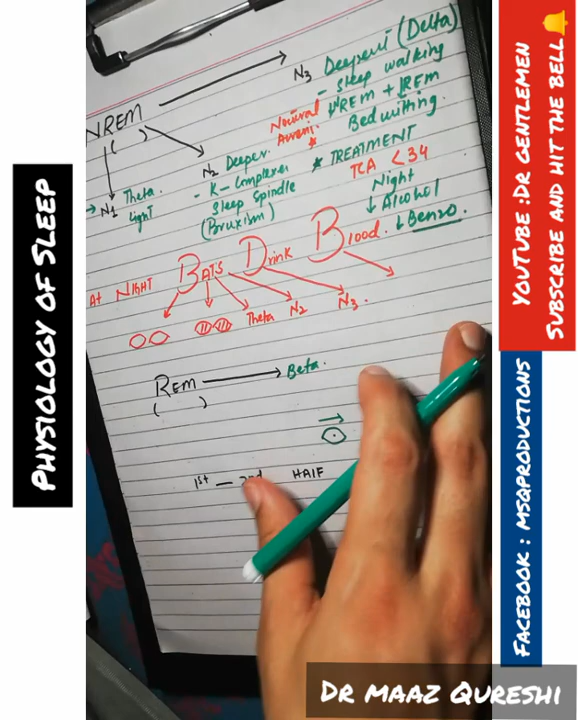 Physiology of Sleep
NREM
( )
N3 Deepest (Delta)
- Sleep walking
REM + REM
Bed witting
N2 Deeper
- K-Complexes
Sleep Spindle
(Bruxism)
→ N1 Theta
light
* TREATMENT
TCA < 34
Night
↓ Alcohol
↓ Benzo.
At NIGHT BATS Drink Blood.
Theta N2 N3.
REM → Beta.
( )
1st — 2nd HAlF
YouTube :Dr Gentlemen
Subscribe and hit the bell🔔
Facebook : msqproductions
Dr Maaz Qureshi